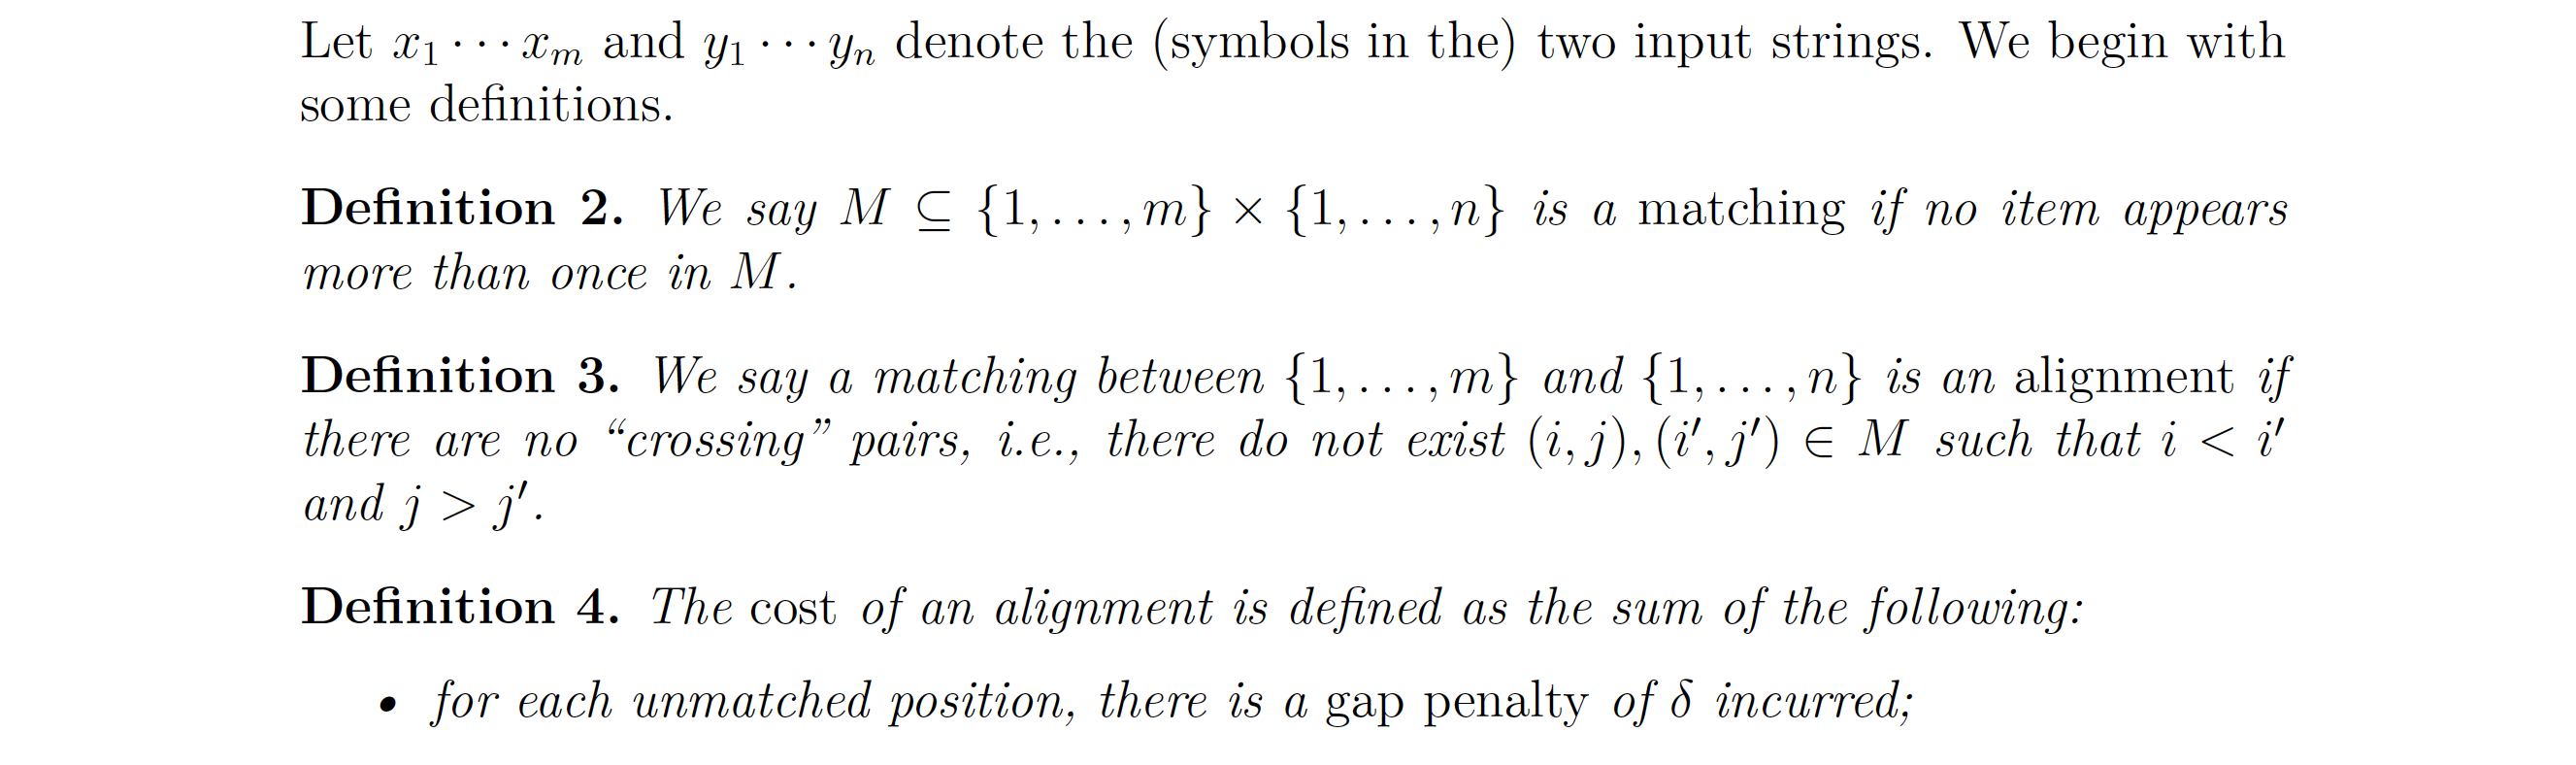 Let x₁ ⋯ xₘ and y₁ ⋯ yₙ denote the (symbols in the) two input strings. We begin with
some definitions.
Definition 2. We say M ⊆ {1, . . . , m} × {1, . . . , n} is a matching if no item appears
more than once in M.
Definition 3. We say a matching between {1, . . . , m} and {1, . . . , n} is an alignment if
there are no “crossing” pairs, i.e., there do not exist (i, j), (i′, j′) ∈ M such that i < i′
and j > j′.
Definition 4. The cost of an alignment is defined as the sum of the following:
• for each unmatched position, there is a gap penalty of δ incurred;